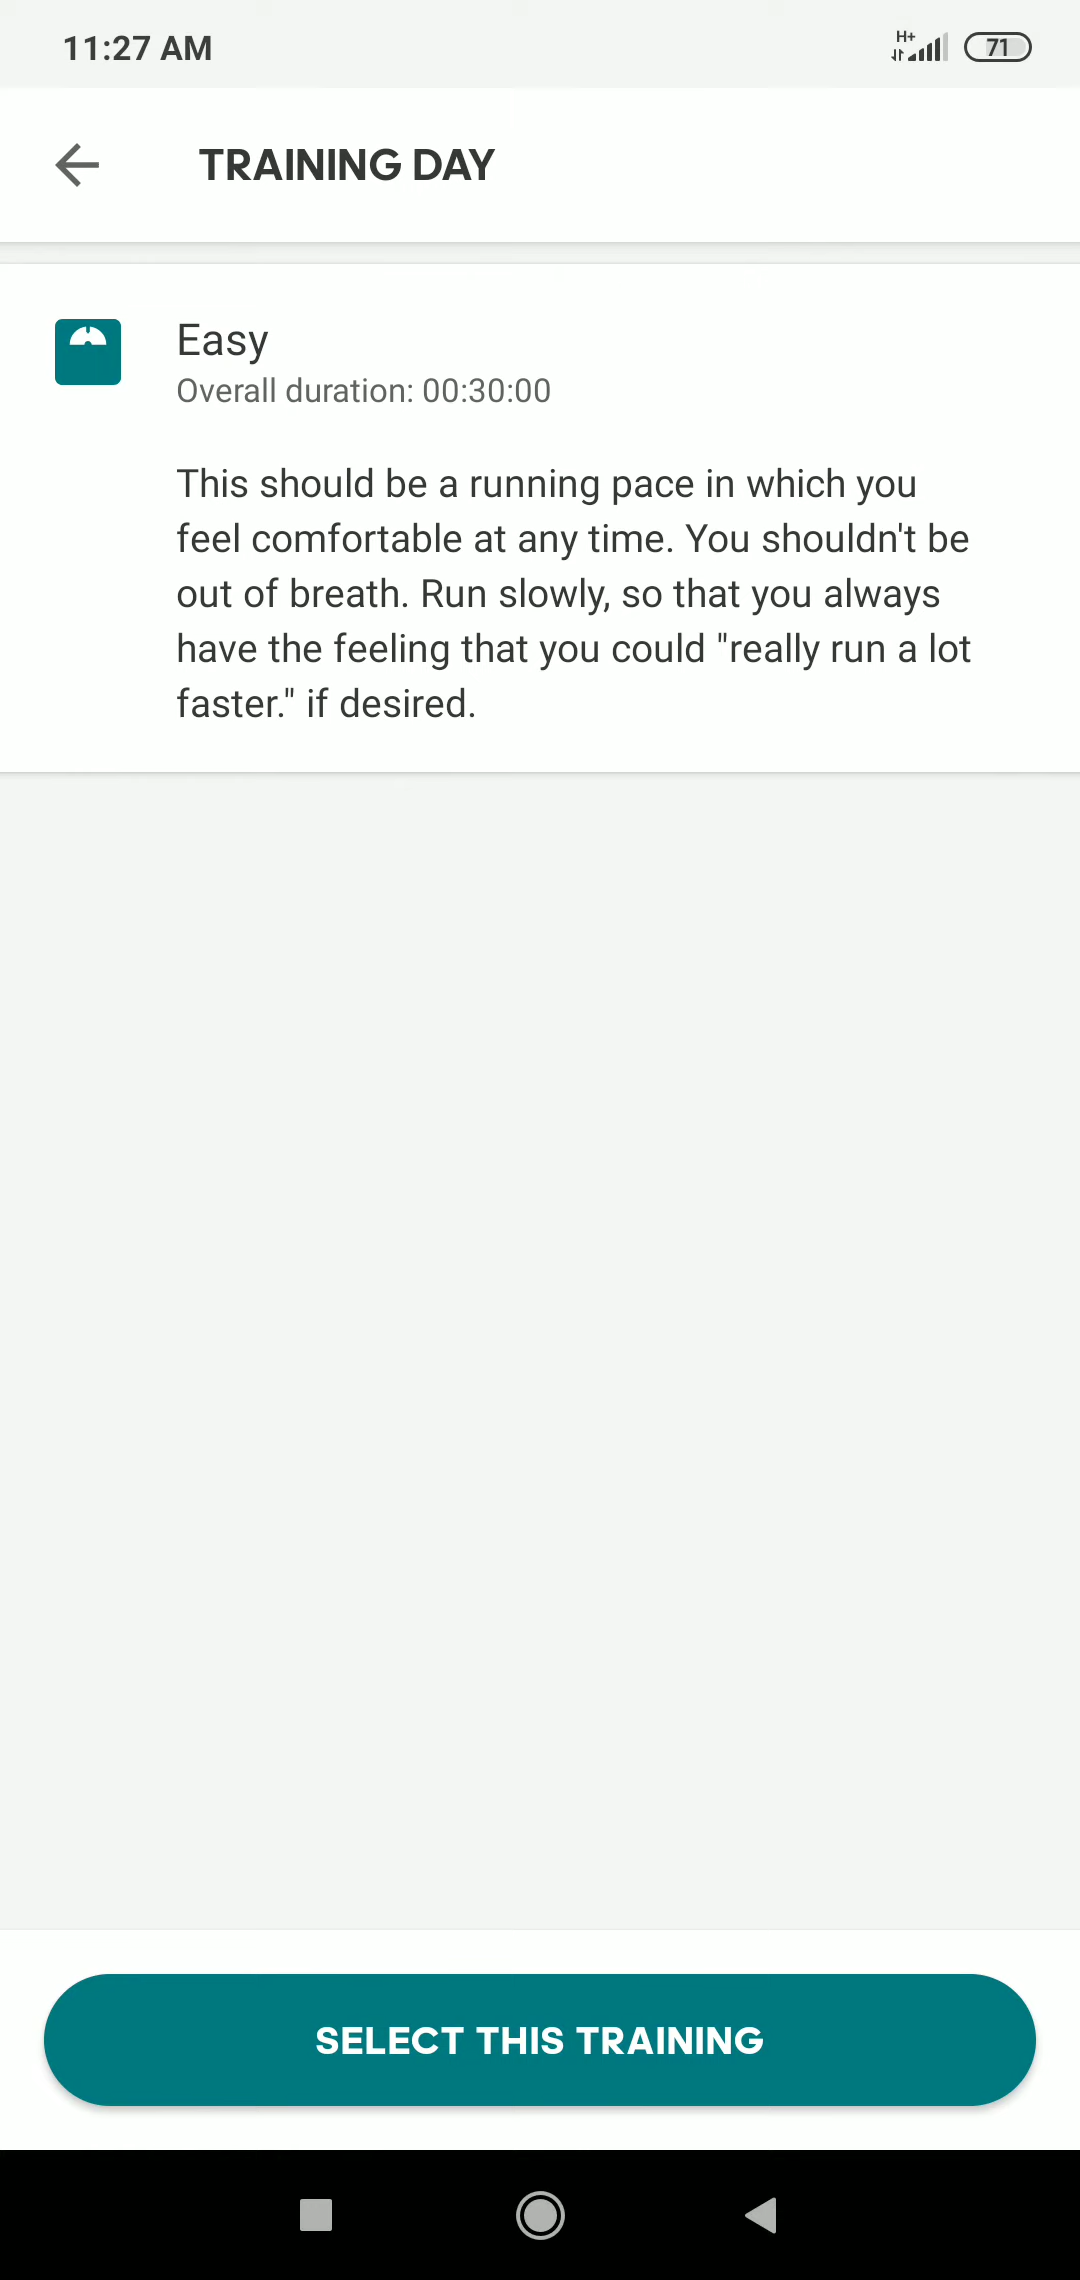 11:27 AM
H+
71
TRAINING DAY
Easy
Overall duration: 00:30:00
This should be a running pace in which you
feel comfortable at any time. You shouldn't be
out of breath. Run slowly, so that you always
have the feeling that you could "really run a lot
faster." if desired.
SELECT THIS TRAINING